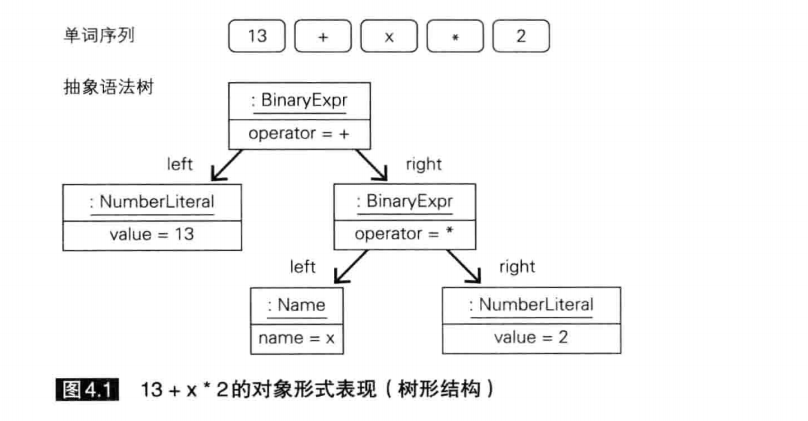 单词序列 13 + x * 2
抽象语法树
: BinaryExpr
operator = +
left right
: NumberLiteral : BinaryExpr
value = 13 operator = *
left right
: Name : NumberLiteral
name = x value = 2
图4.1 13 + x * 2的对象形式表现（树形结构）